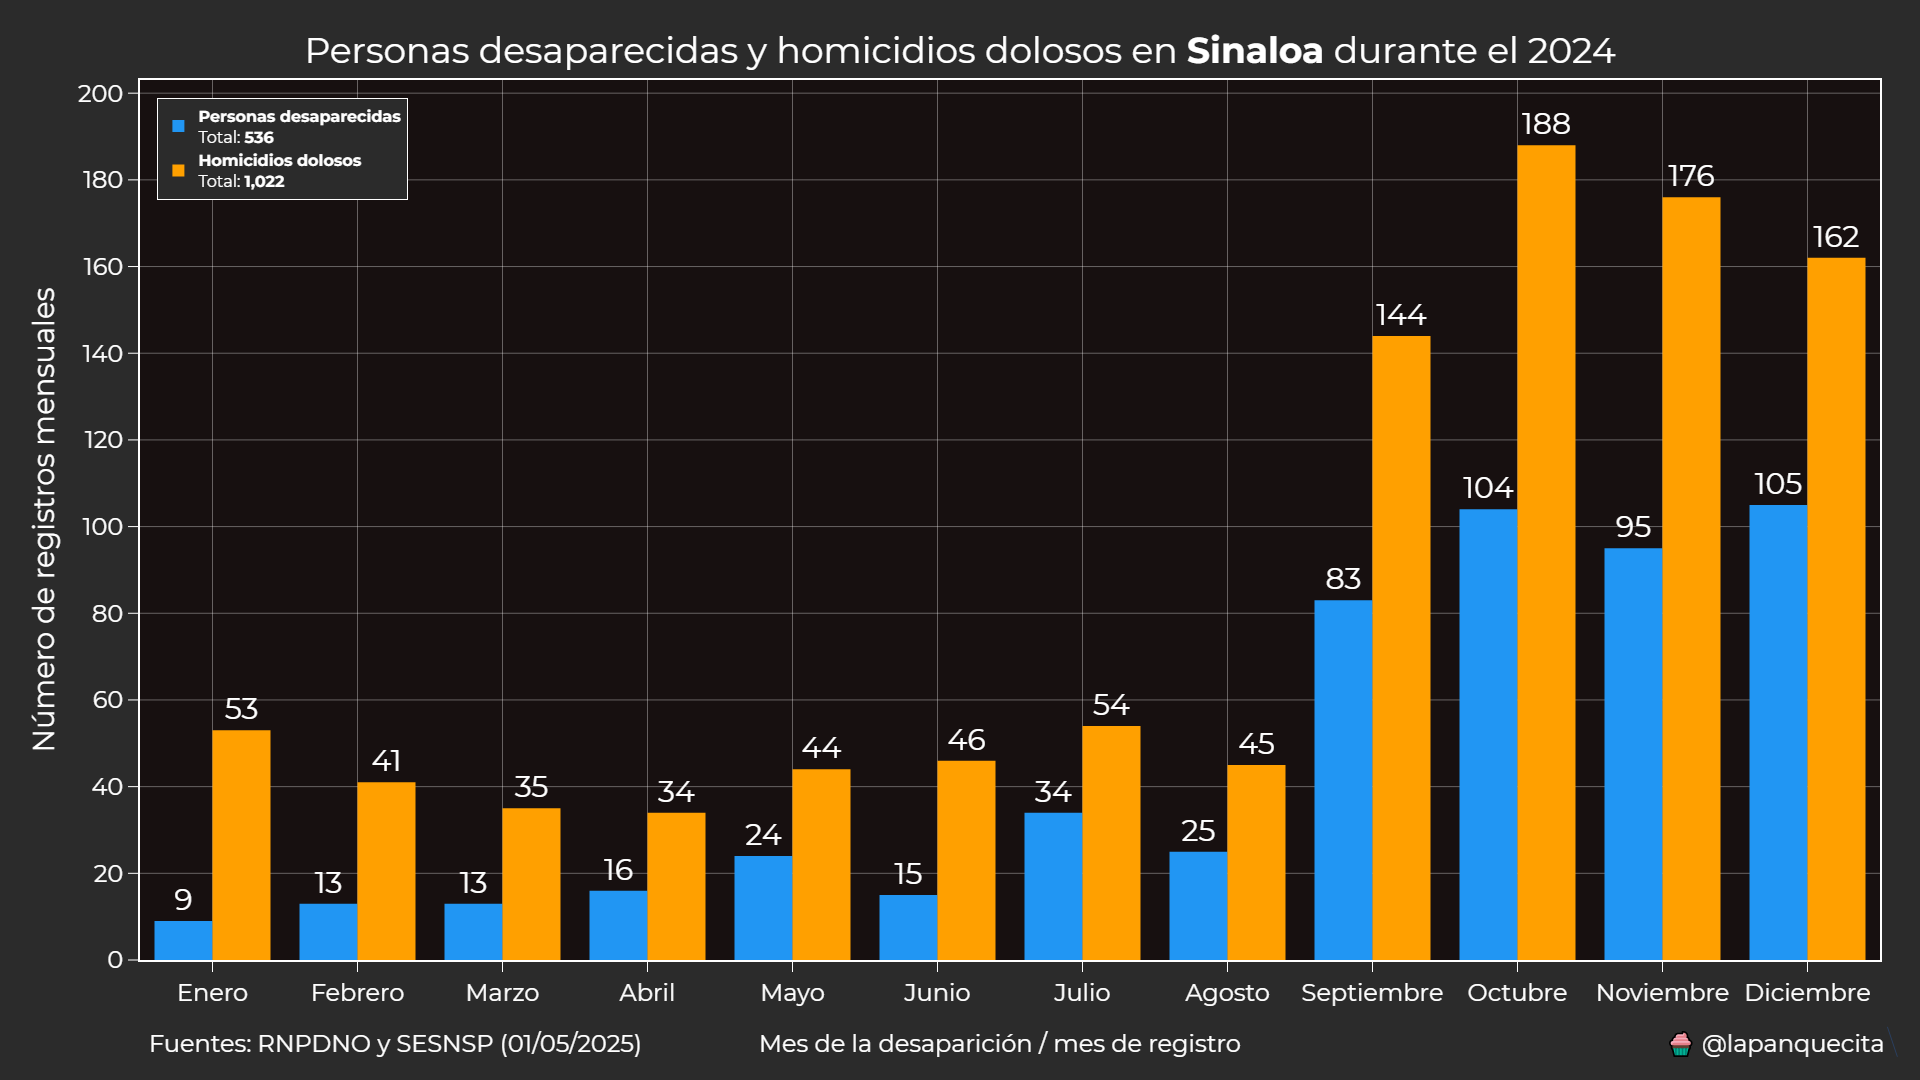 Personas desaparecidas y homicidios dolosos en Sinaloa durante el 2024
Personas desaparecidas
Total: 536
Homicidios dolosos
Total: 1,022
Número de registros mensuales
200
180
160
140
120
100
80
60
40
20
0
9 53
13 41
13 35
16 34
24 44
15 46
34 54
25 45
83 144
104 188
95 176
105 162
Enero Febrero Marzo Abril Mayo Junio Julio Agosto Septiembre Octubre Noviembre Diciembre
Fuentes: RNPDNO y SESNSP (01/05/2025)
Mes de la desaparición / mes de registro
@lapanquecita